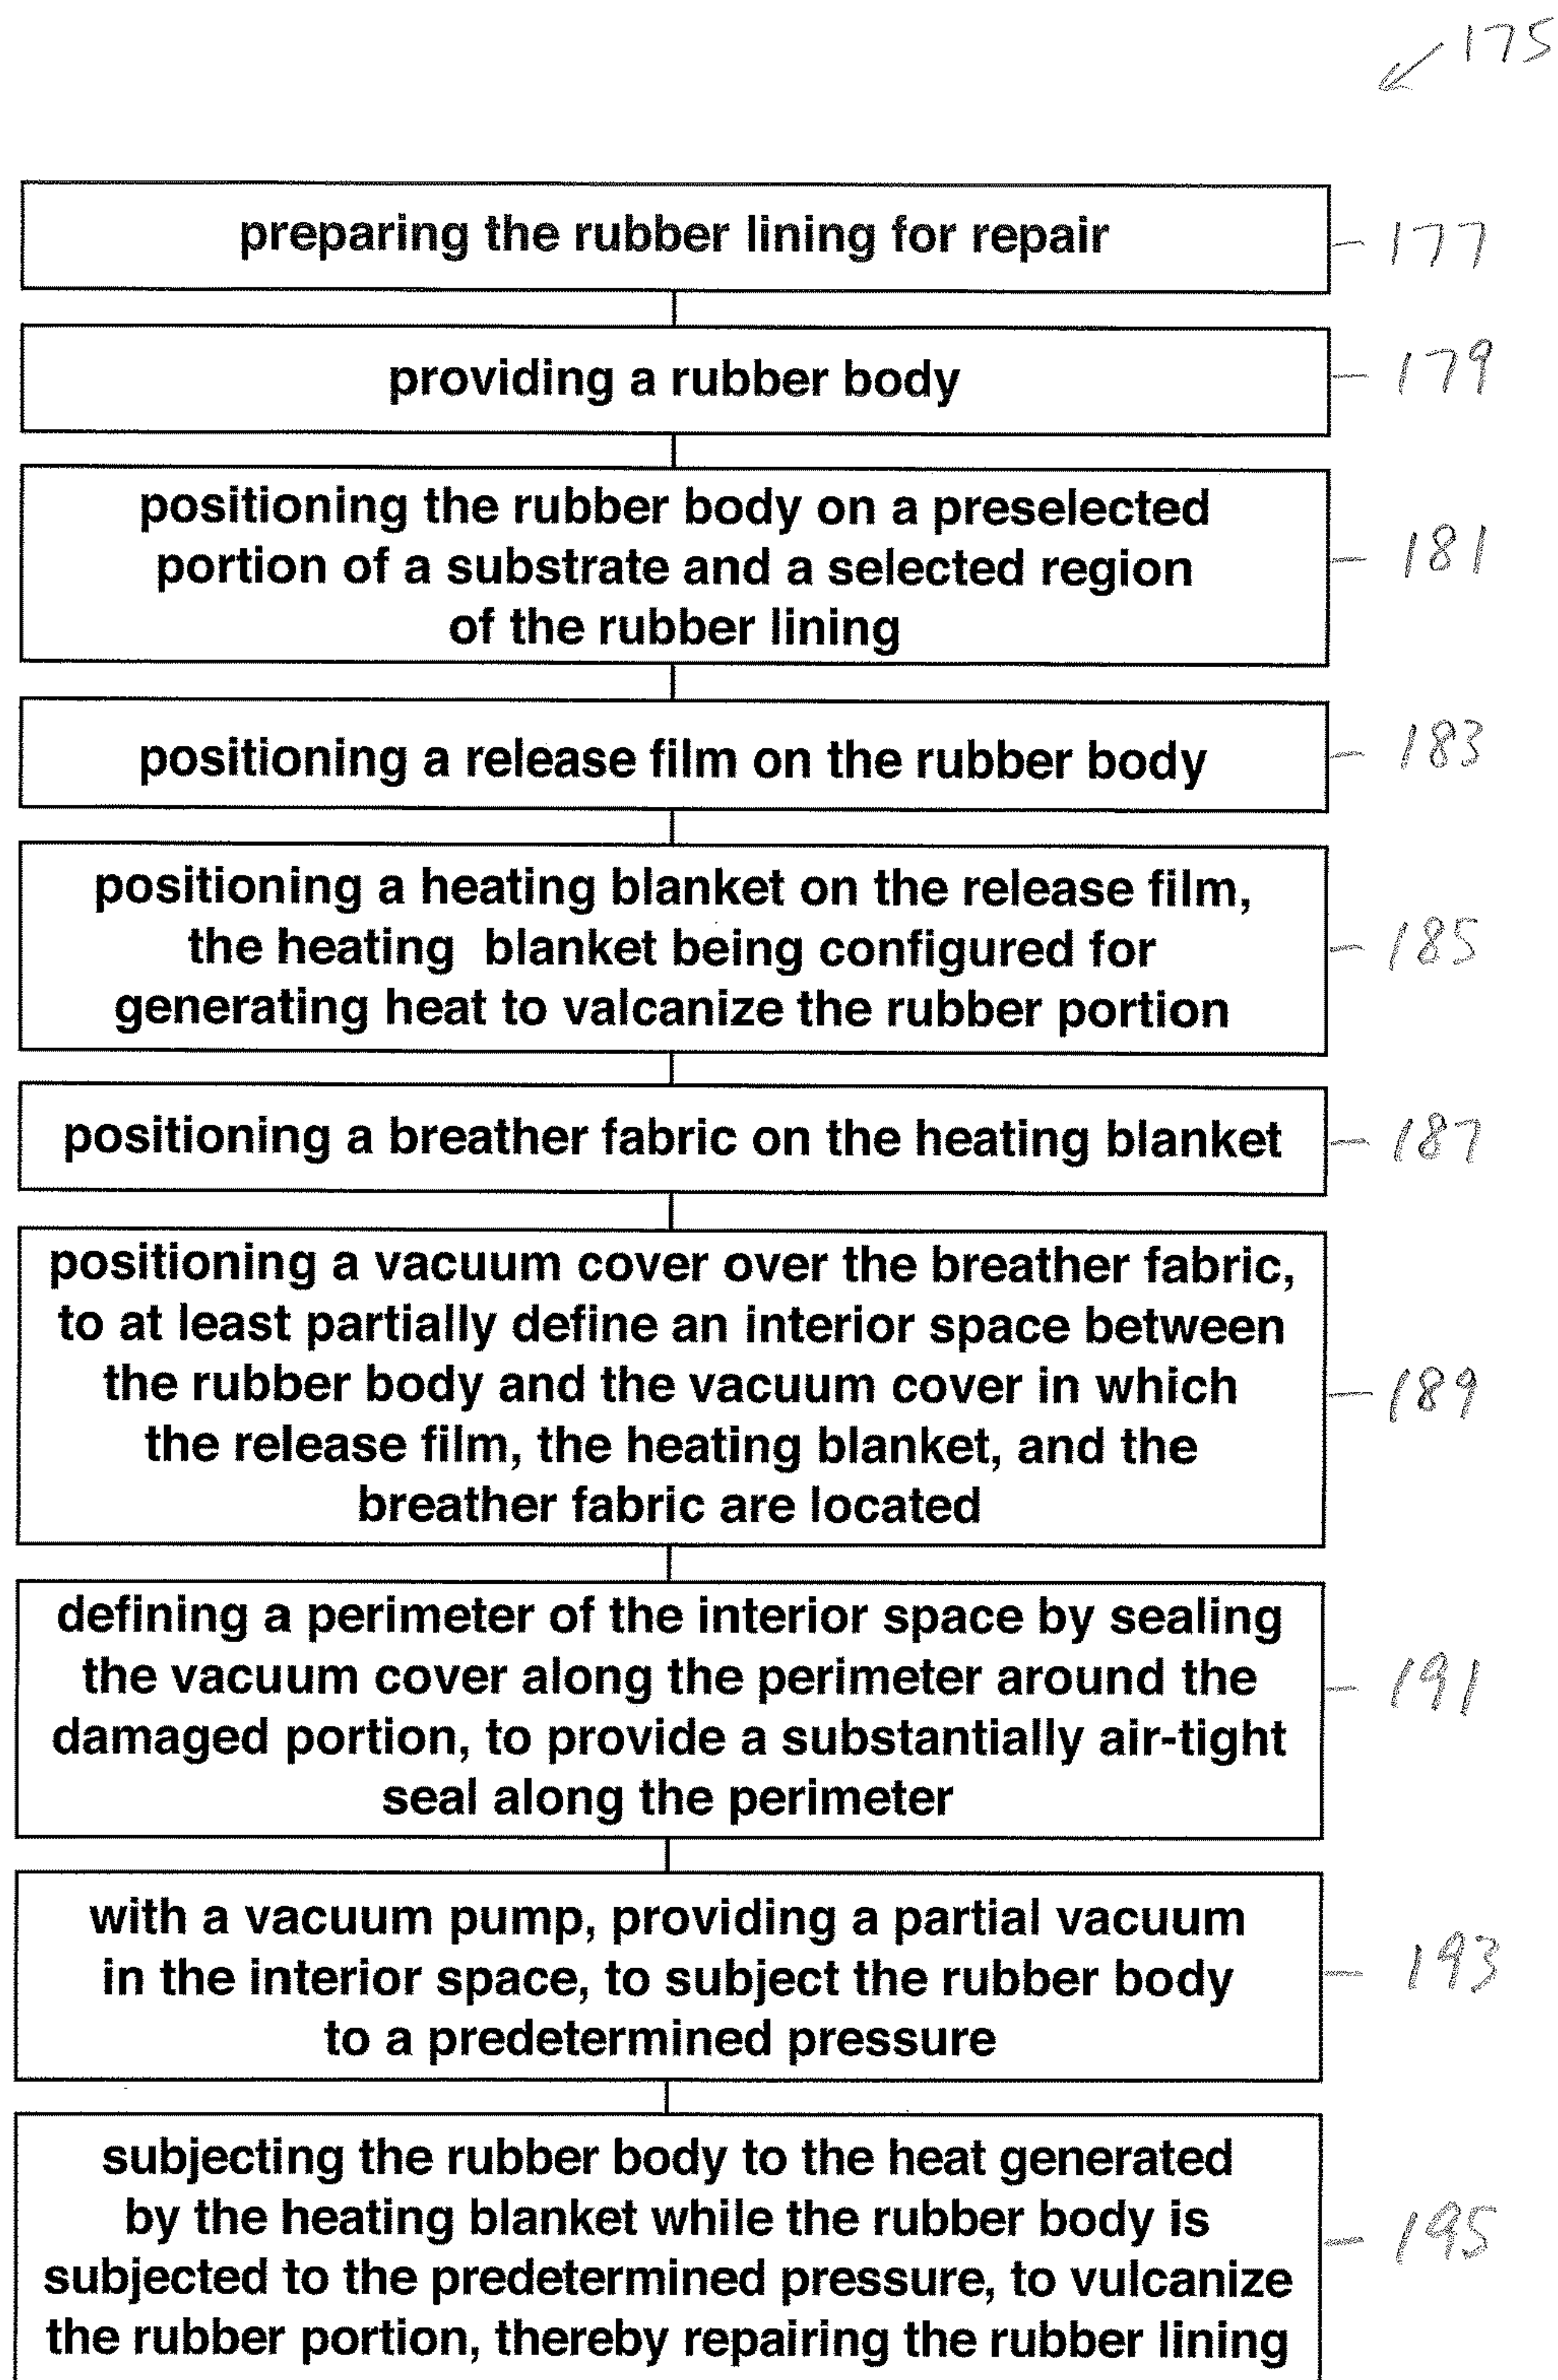 175
preparing the rubber lining for repair
177
providing a rubber body
179
positioning the rubber body on a preselected
portion of a substrate and a selected region
of the rubber lining
181
positioning a release film on the rubber body
183
positioning a heating blanket on the release film,
the heating blanket being configured for
generating heat to valcanize the rubber portion
185
positioning a breather fabric on the heating blanket
187
positioning a vacuum cover over the breather fabric,
to at least partially define an interior space between
the rubber body and the vacuum cover in which
the release film, the heating blanket, and the
breather fabric are located
189
defining a perimeter of the interior space by sealing
the vacuum cover along the perimeter around the
damaged portion, to provide a substantially air-tight
seal along the perimeter
191
with a vacuum pump, providing a partial vacuum
in the interior space, to subject the rubber body
to a predetermined pressure
193
subjecting the rubber body to the heat generated
by the heating blanket while the rubber body is
subjected to the predetermined pressure, to vulcanize
the rubber portion, thereby repairing the rubber lining
195